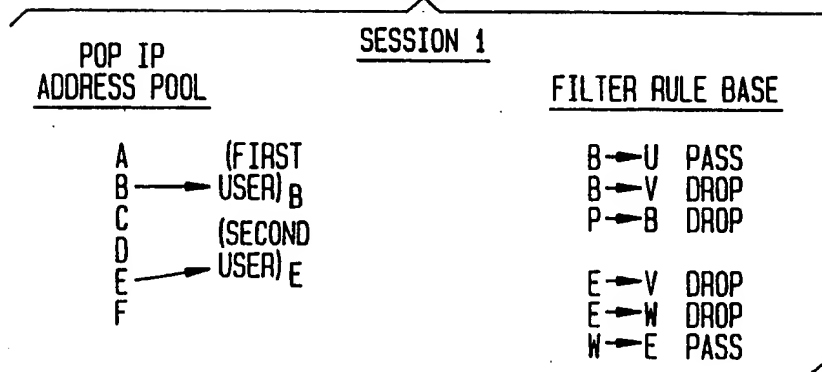 SESSION 1
POP IP
ADDRESS POOL
A (FIRST
B → USER) B
C (SECOND
D
E → USER) E
F
FILTER RULE BASE
B→U PASS
B→V DROP
P→B DROP
E→V DROP
E→W DROP
W→E PASS